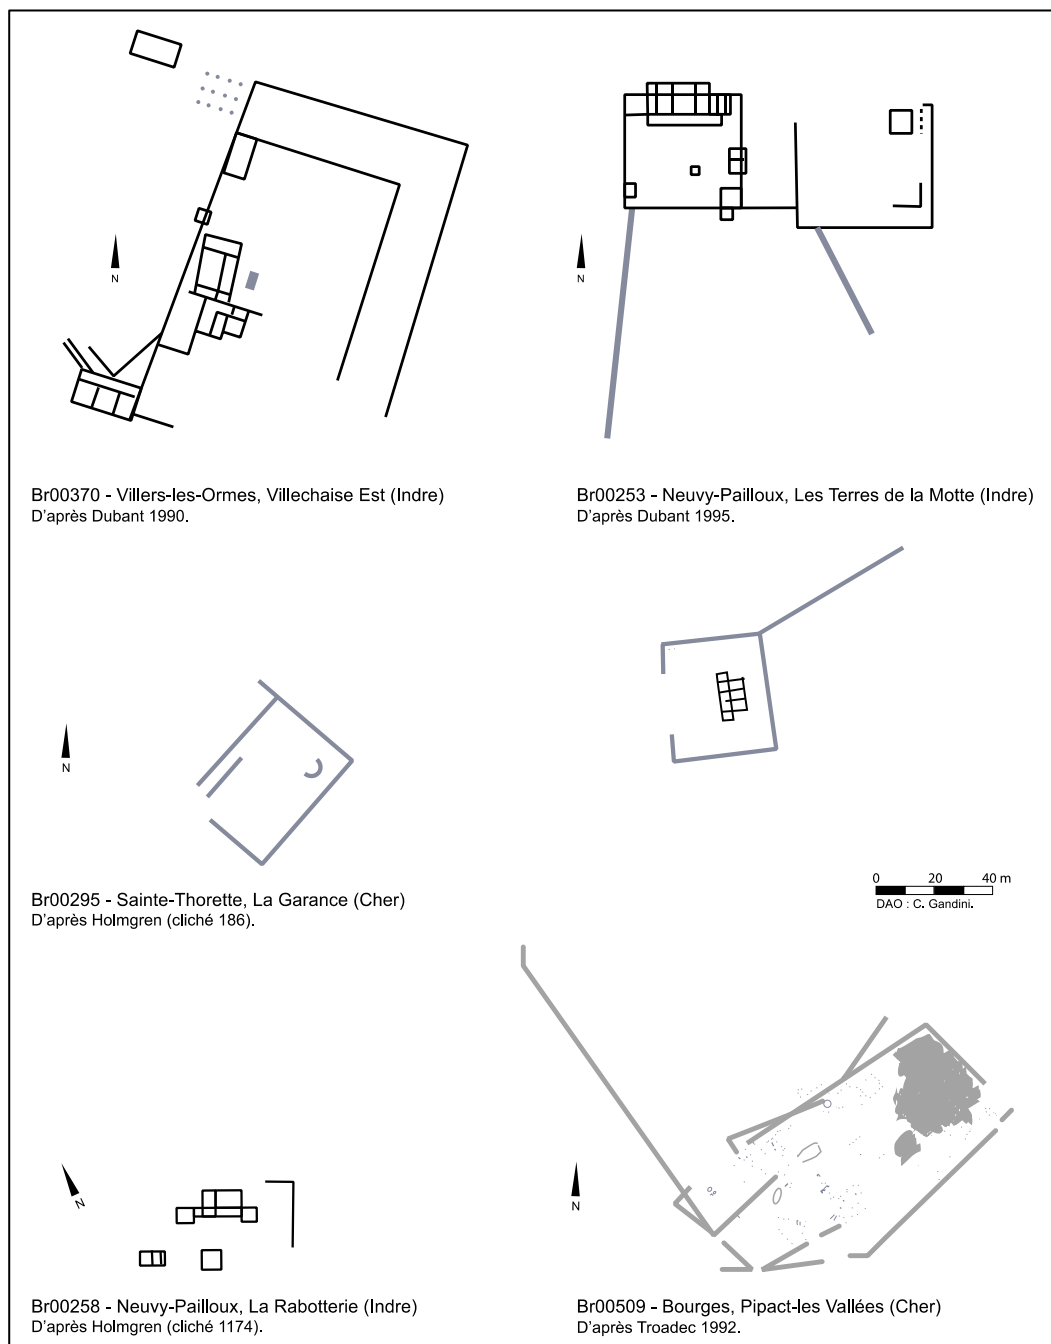 N
Br00370 - Villers-les-Ormes, Villechaise Est (Indre)
D'après Dubant 1990.
N
Br00253 - Neuvy-Pailloux, Les Terres de la Motte (Indre)
D'après Dubant 1995.
N
Br00295 - Sainte-Thorette, La Garance (Cher)
D'après Holmgren (cliché 186).
0 20 40 m
DAO : C. Gandini.
N
Br00258 - Neuvy-Pailloux, La Rabotterie (Indre)
D'après Holmgren (cliché 1174).
N
Br00509 - Bourges, Pipact-les Vallées (Cher)
D'après Troadec 1992.